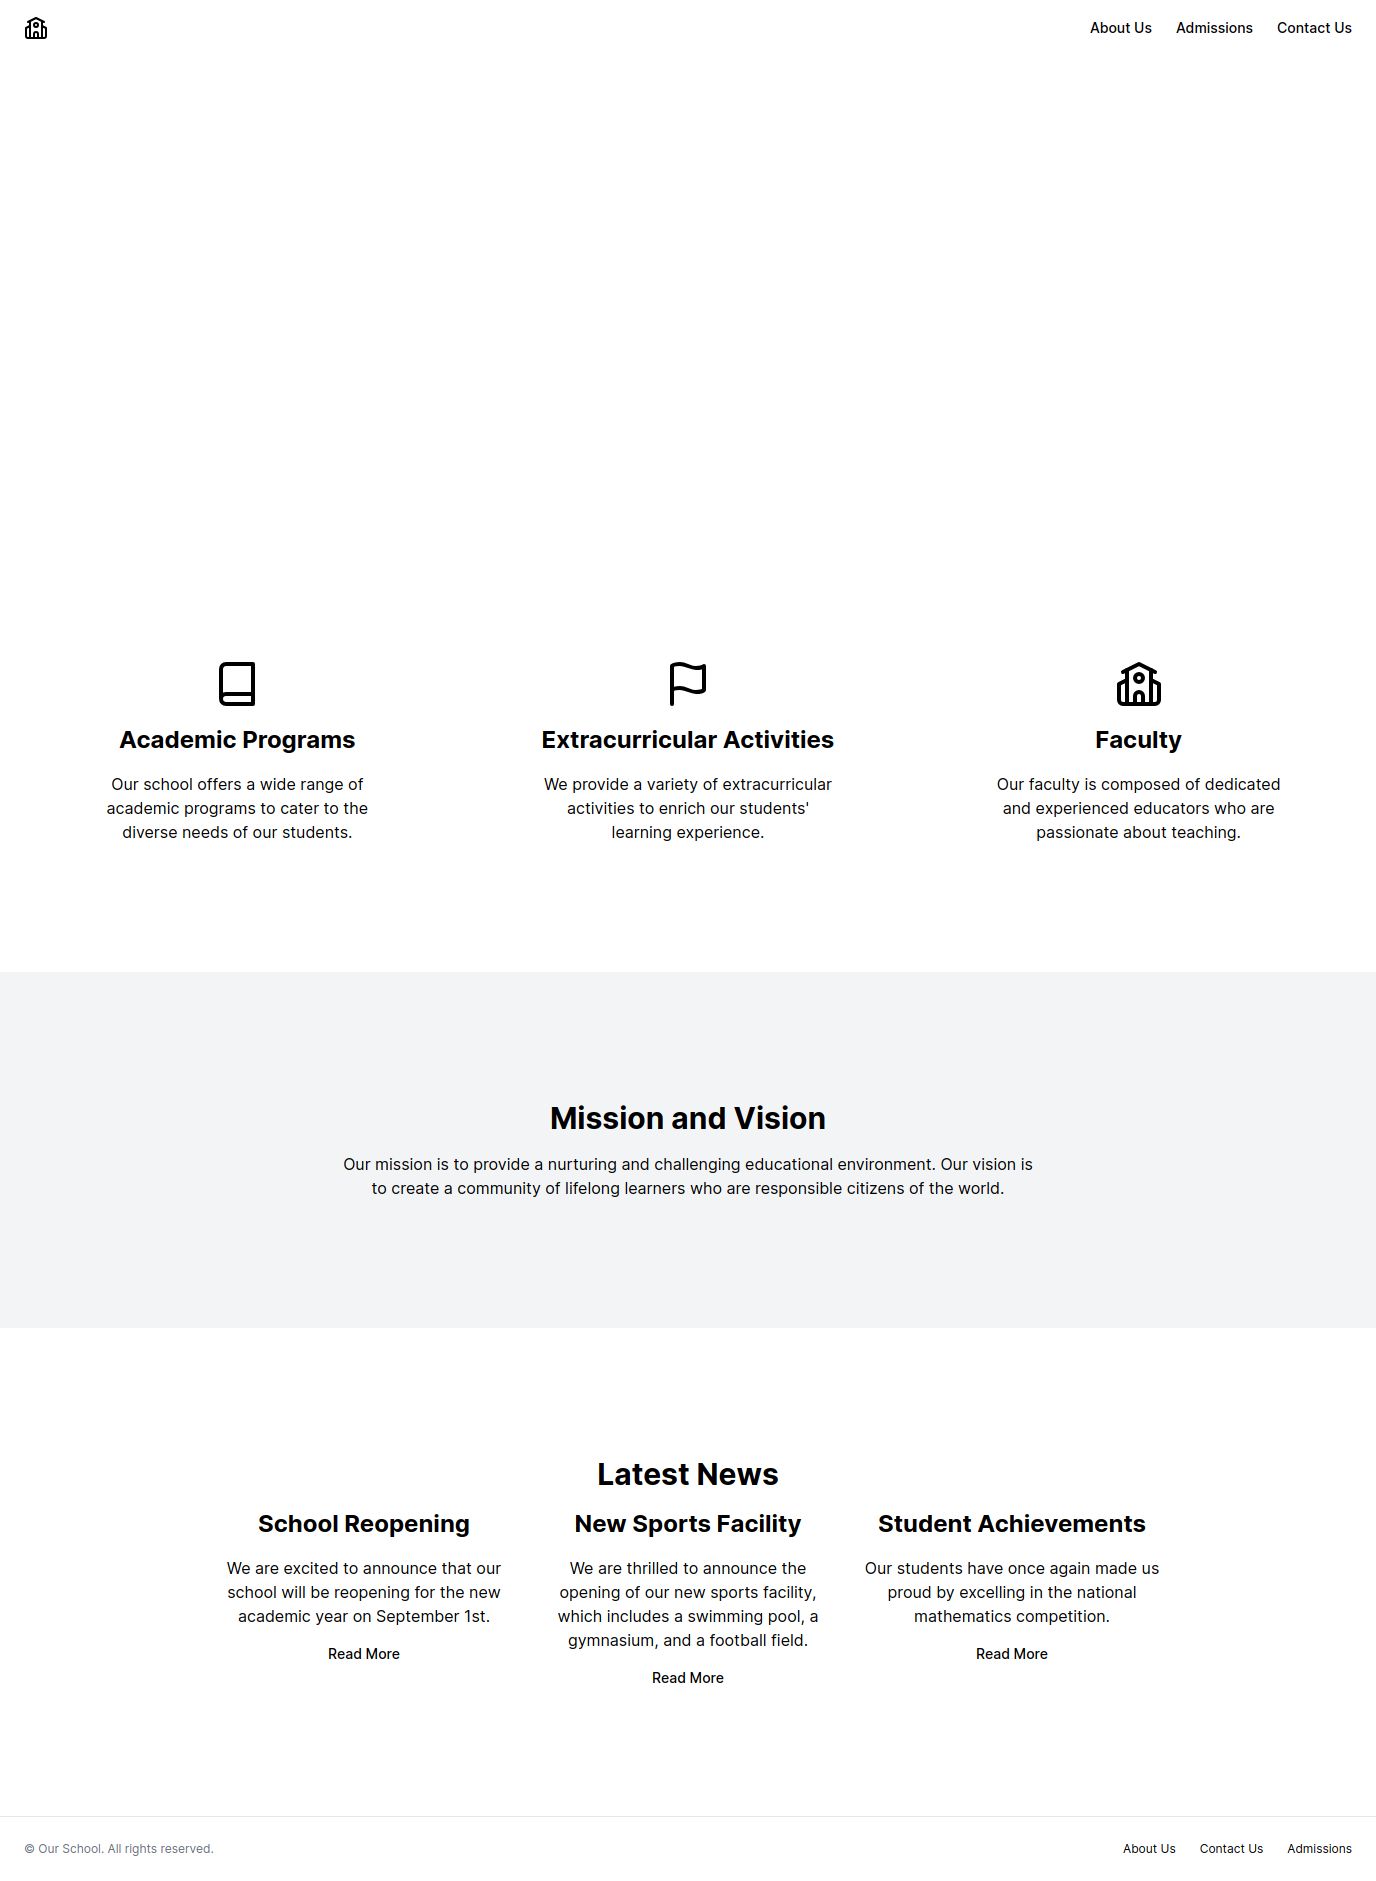 About Us Admissions Contact Us
Academic Programs
Our school offers a wide range of
academic programs to cater to the
diverse needs of our students.
Extracurricular Activities
We provide a variety of extracurricular
activities to enrich our students'
learning experience.
Faculty
Our faculty is composed of dedicated
and experienced educators who are
passionate about teaching.
Mission and Vision
Our mission is to provide a nurturing and challenging educational environment. Our vision is
to create a community of lifelong learners who are responsible citizens of the world.
Latest News
School Reopening
We are excited to announce that our
school will be reopening for the new
academic year on September 1st.
Read More
New Sports Facility
We are thrilled to announce the
opening of our new sports facility,
which includes a swimming pool, a
gymnasium, and a football field.
Read More
Student Achievements
Our students have once again made us
proud by excelling in the national
mathematics competition.
Read More
© Our School. All rights reserved.
About Us Contact Us Admissions